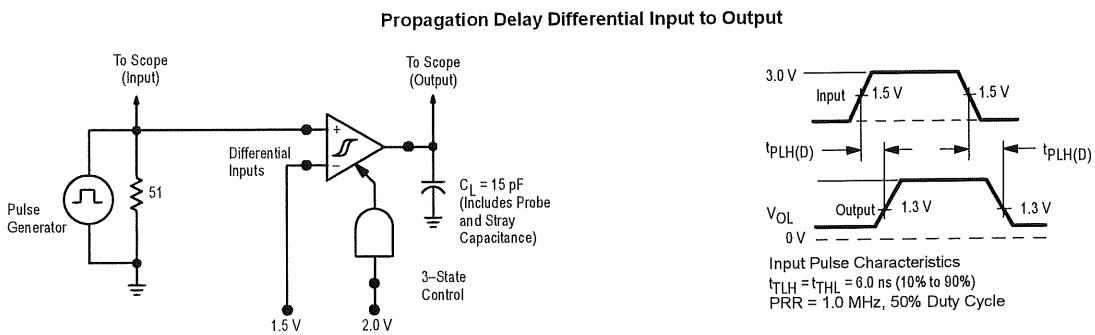 Propagation Delay Differential Input to Output
To Scope
(Input)
To Scope
(Output)
Differential
Inputs
+
−
51
Pulse
Generator
C_L = 15 pF
(Includes Probe
and Stray
Capacitance)
3–State
Control
1.5 V
2.0 V
3.0 V
Input
1.5 V
1.5 V
t_PLH(D)
t_PLH(D)
Output
1.3 V
1.3 V
V_OL
0 V
Input Pulse Characteristics
t_TLH = t_THL = 6.0 ns (10% to 90%)
PRR = 1.0 MHz, 50% Duty Cycle